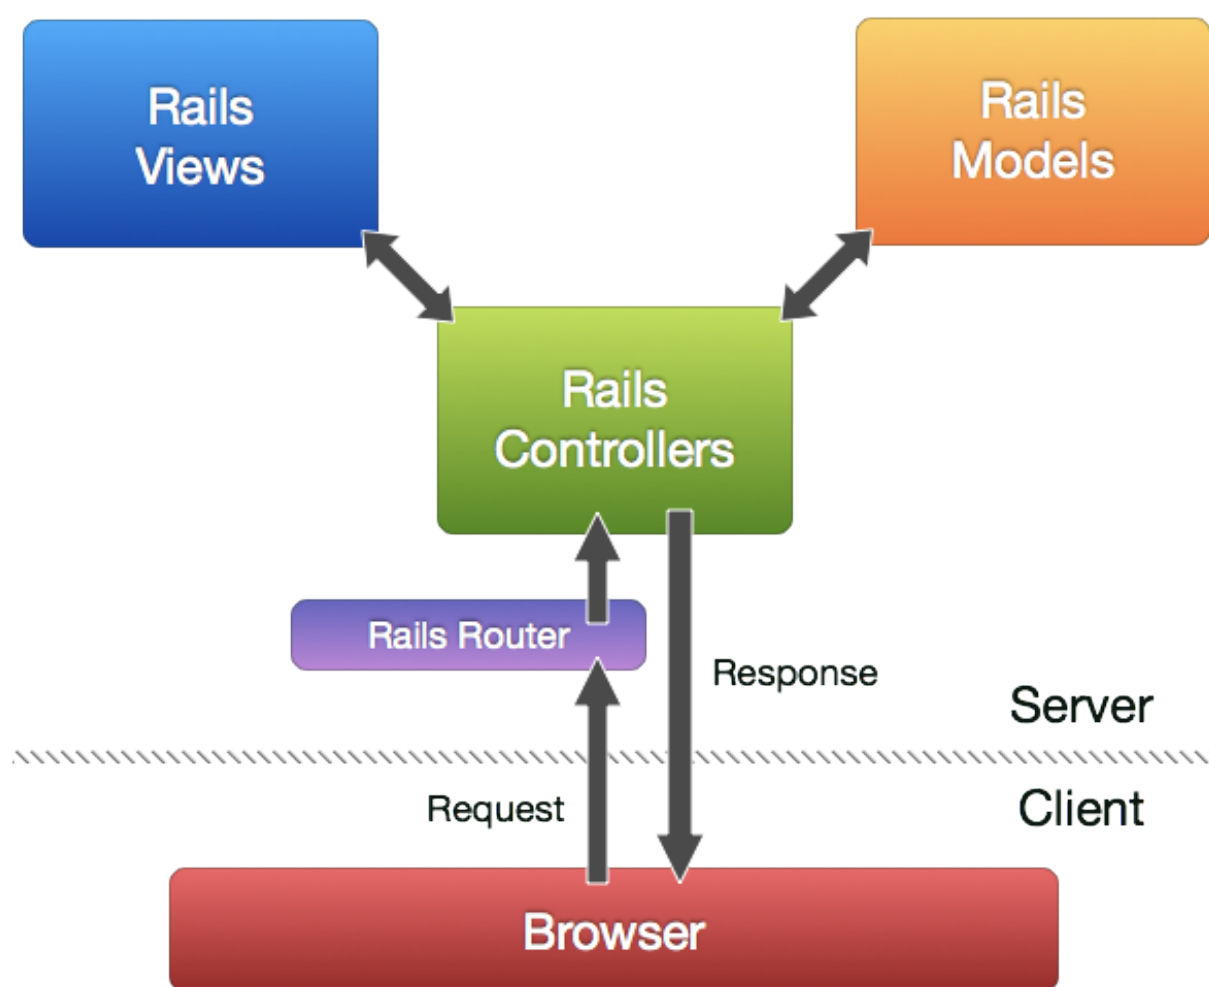 Rails
Views
Rails
Models
Rails
Controllers
Rails Router
Response
Server
Request
Client
Browser